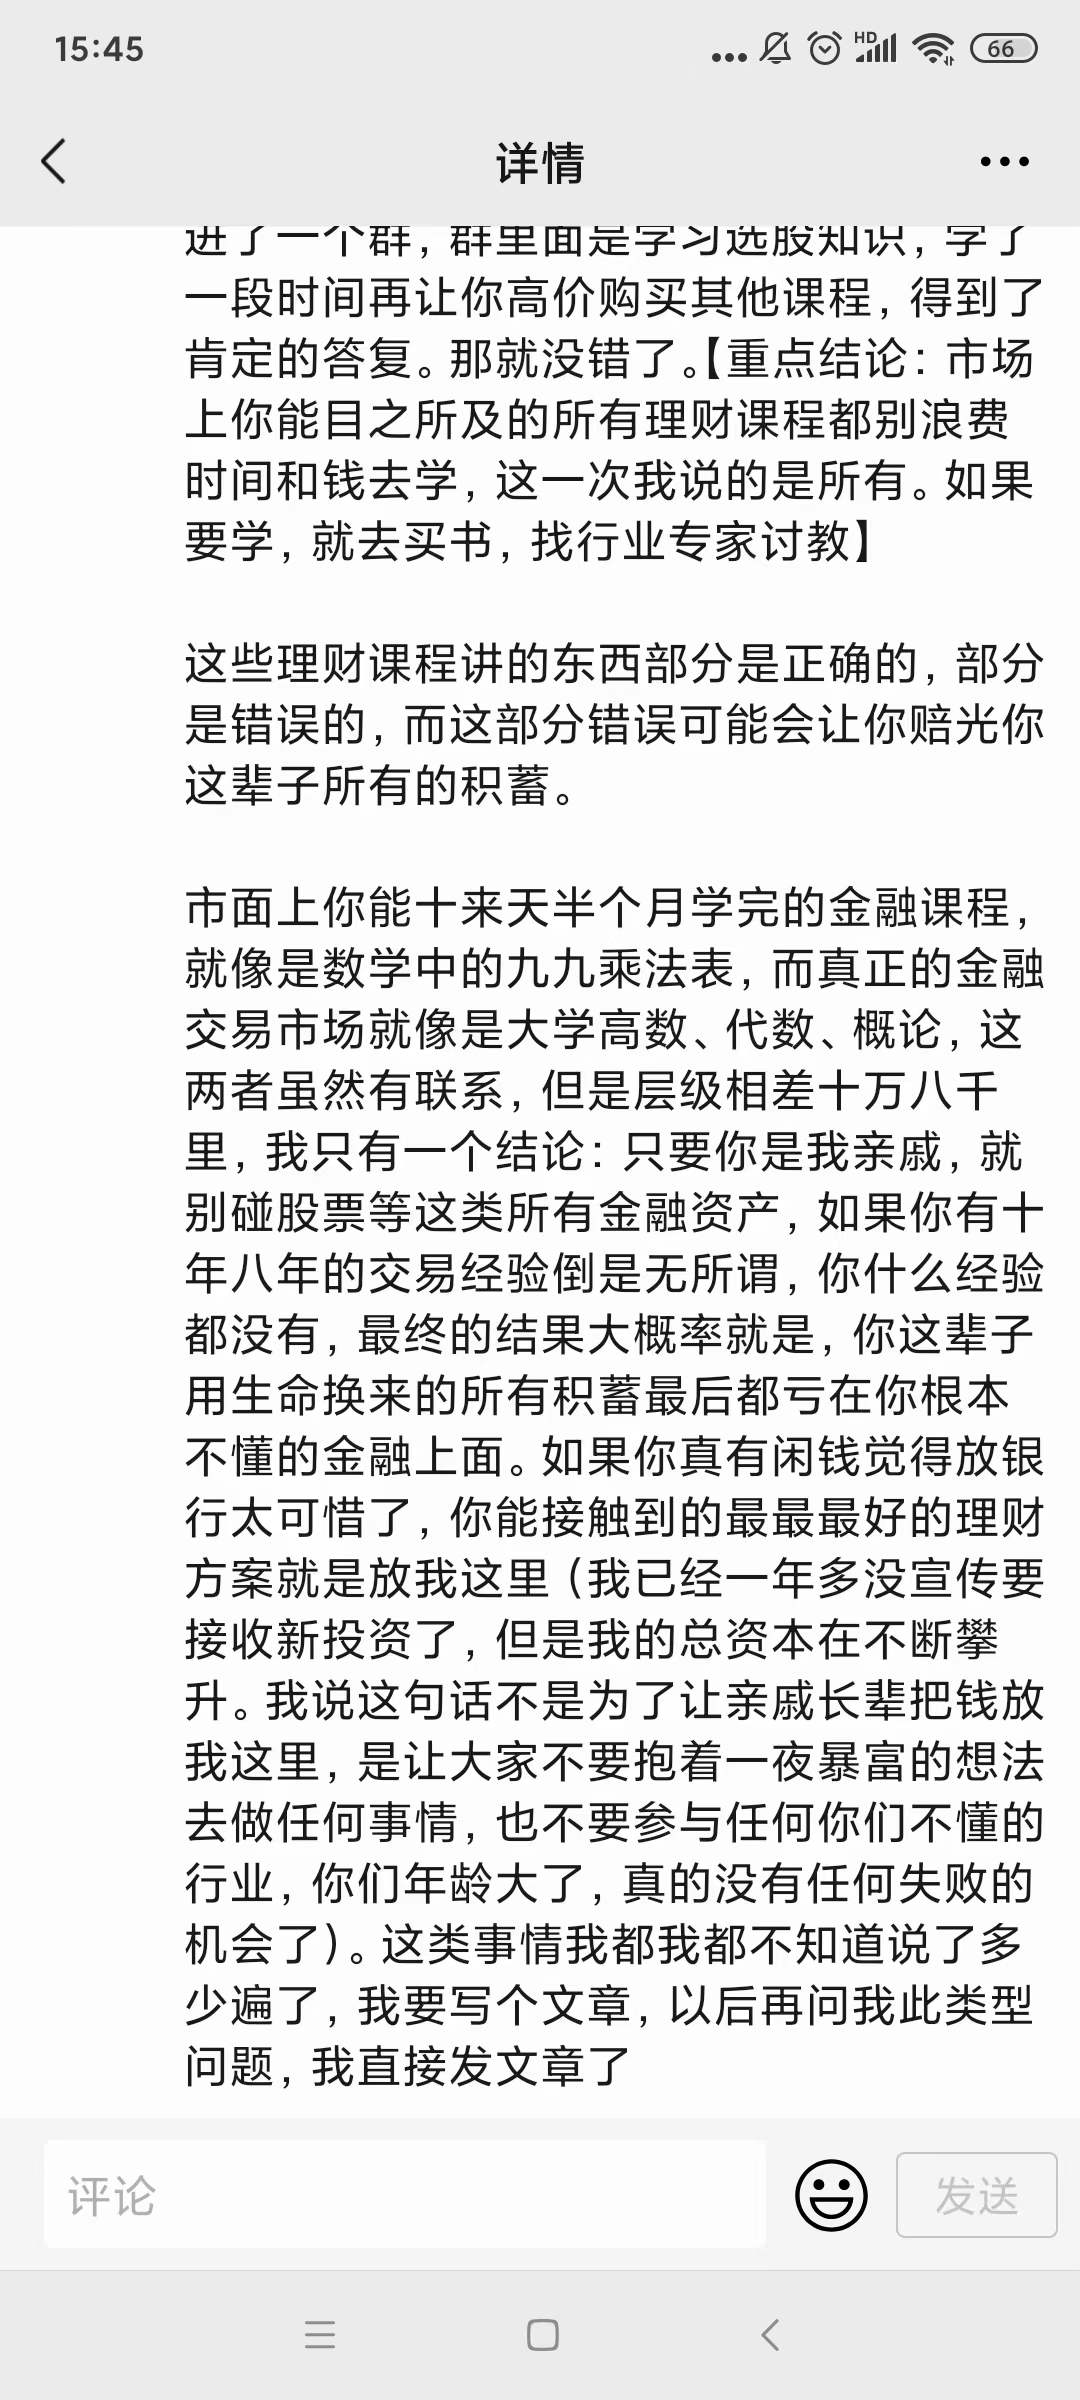 15:45
HD
66
详情
进了一个群，群里面是学习选股知识，学了
一段时间再让你高价购买其他课程，得到了
肯定的答复。那就没错了。【重点结论：市场
上你能目之所及的所有理财课程都别浪费
时间和钱去学，这一次我说的是所有。如果
要学，就去买书，找行业专家讨教】
这些理财课程讲的东西部分是正确的，部分
是错误的，而这部分错误可能会让你赔光你
这辈子所有的积蓄。
市面上你能十来天半个月学完的金融课程，
就像是数学中的九九乘法表，而真正的金融
交易市场就像是大学高数、代数、概论，这
两者虽然有联系，但是层级相差十万八千
里，我只有一个结论：只要你是我亲戚，就
别碰股票等这类所有金融资产，如果你有十
年八年的交易经验倒是无所谓，你什么经验
都没有，最终的结果大概率就是，你这辈子
用生命换来的所有积蓄最后都亏在你根本
不懂的金融上面。如果你真有闲钱觉得放银
行太可惜了，你能接触到的最最最好的理财
方案就是放我这里（我已经一年多没宣传要
接收新投资了，但是我的总资本在不断攀
升。我说这句话不是为了让亲戚长辈把钱放
我这里，是让大家不要抱着一夜暴富的想法
去做任何事情，也不要参与任何你们不懂的
行业，你们年龄大了，真的没有任何失败的
机会了）。这类事情我都我都不知道说了多
少遍了，我要写个文章，以后再问我此类型
问题，我直接发文章了
评论
发送